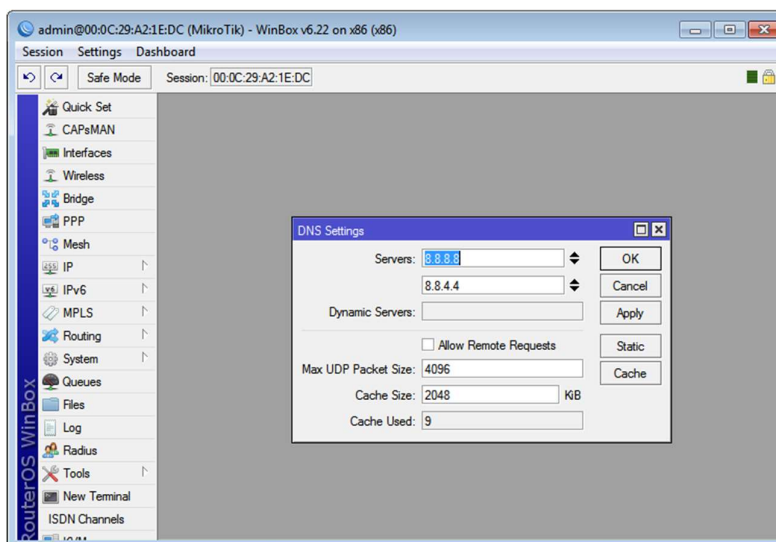 admin@00:0C:29:A2:1E:DC (MikroTik) - WinBox v6.22 on x86 (x86)
Session Settings Dashboard
Safe Mode Session: 00:0C:29:A2:1E:DC
Quick Set
CAPsMAN
Interfaces
Wireless
Bridge
PPP
Mesh
IP
IPv6
MPLS
Routing
System
Queues
Files
Log
Radius
Tools
New Terminal
ISDN Channels
RouterOS WinBox
DNS Settings
Servers: 8.8.8.8 OK
8.8.4.4 Cancel
Dynamic Servers: Apply
Allow Remote Requests Static
Max UDP Packet Size: 4096 Cache
Cache Size: 2048 KiB
Cache Used: 9